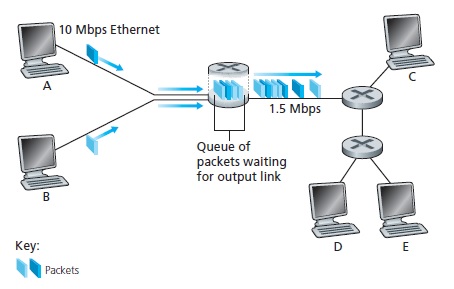 10 Mbps Ethernet
A
C
1.5 Mbps
Queue of
packets waiting
for output link
B
D
E
Key:
Packets